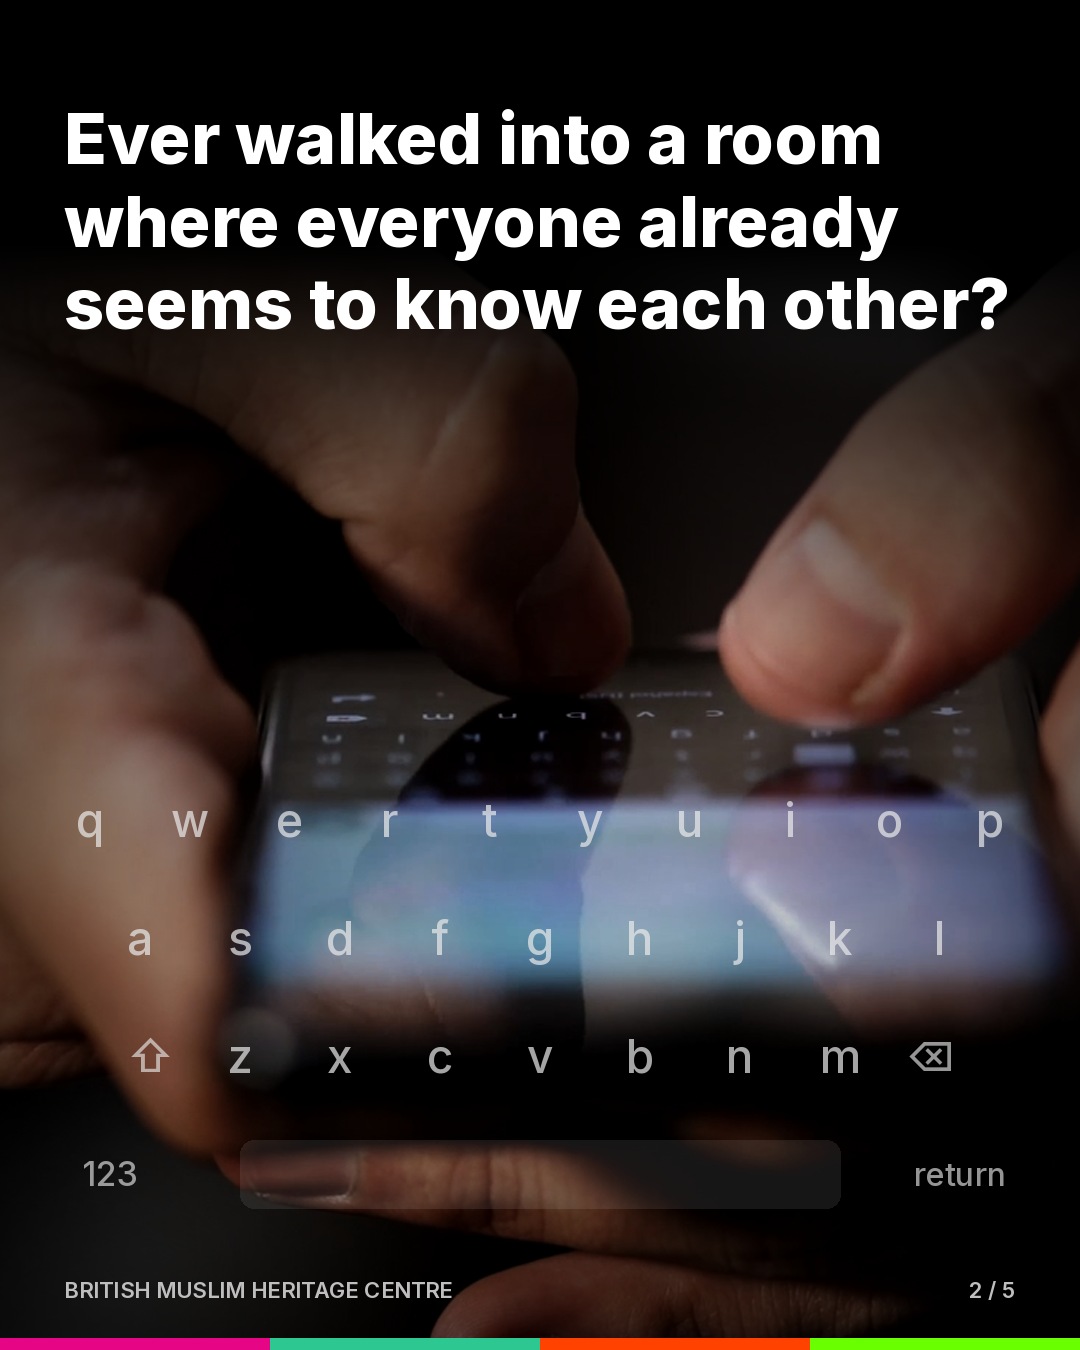 Ever walked into a room
where everyone already
seems to know each other?
q w e r t y u i o p
a s d f g h j k l
z x c v b n m
123 return
BRITISH MUSLIM HERITAGE CENTRE 2 / 5